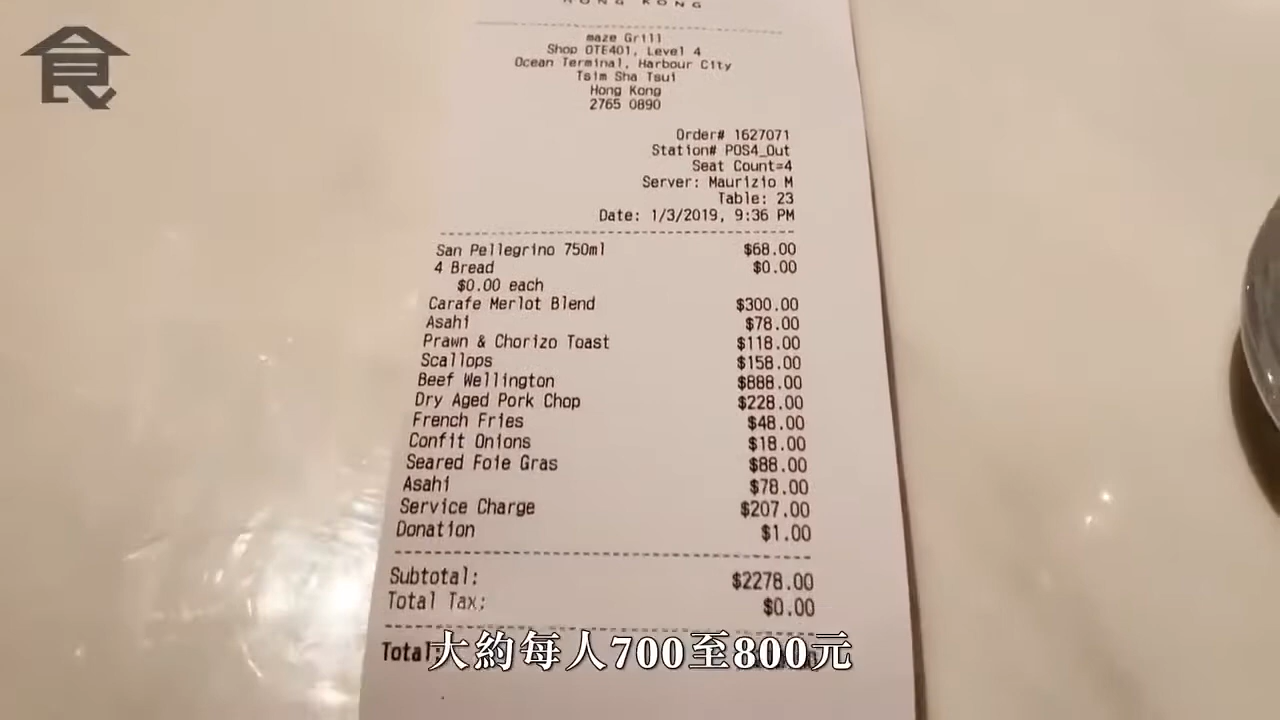 HONG KONG
食
maze Grill
Shop OTE401, Level 4
Ocean Terminal, Harbour City
Tsim Sha Tsui
Hong Kong
2765 0890
Order# 1627071
Station# POS4_Out
Seat Count=4
Server: Maurizio M
Table: 23
Date: 1/3/2019, 9:36 PM
San Pellegrino 750ml $68.00
4 Bread $0.00
$0.00 each
Carafe Merlot Blend $300.00
Asahi $78.00
Prawn & Chorizo Toast $118.00
Scallops $158.00
Beef Wellington $888.00
Dry Aged Pork Chop $228.00
French Fries $48.00
Confit Onions $18.00
Seared Foie Gras $88.00
Asahi $78.00
Service Charge $207.00
Donation $1.00
Subtotal: $2278.00
Total Tax: $0.00
Total:
大約每人700至800元